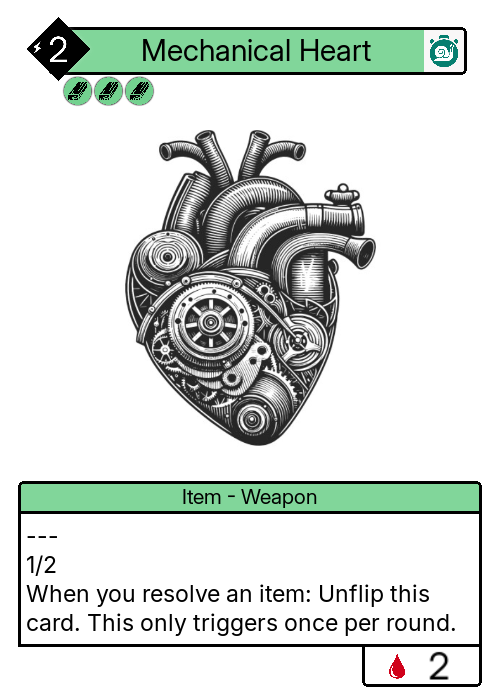 2
Mechanical Heart
Item - Weapon
---
1/2
When you resolve an item: Unflip this
card. This only triggers once per round.
2